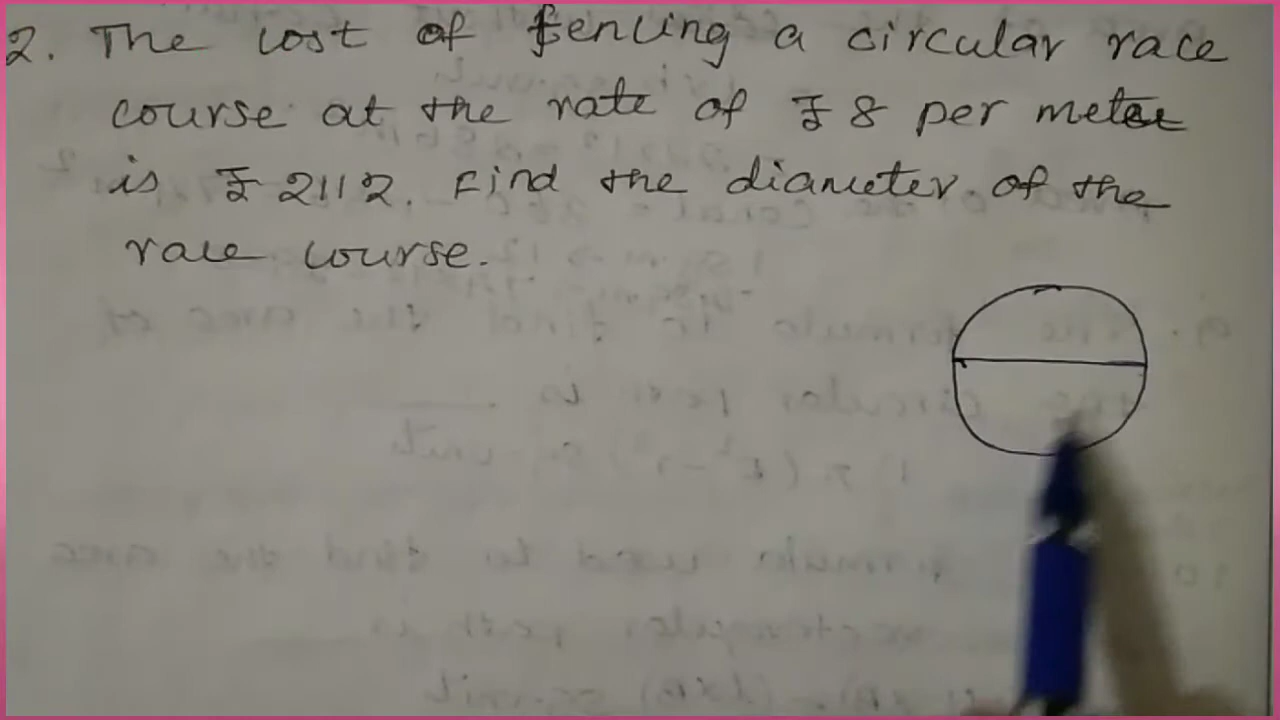 2. The cost of fencing a circular race
course at the rate of ₹ 8 per meter
is ₹ 2112. Find the diameter of the
race course.